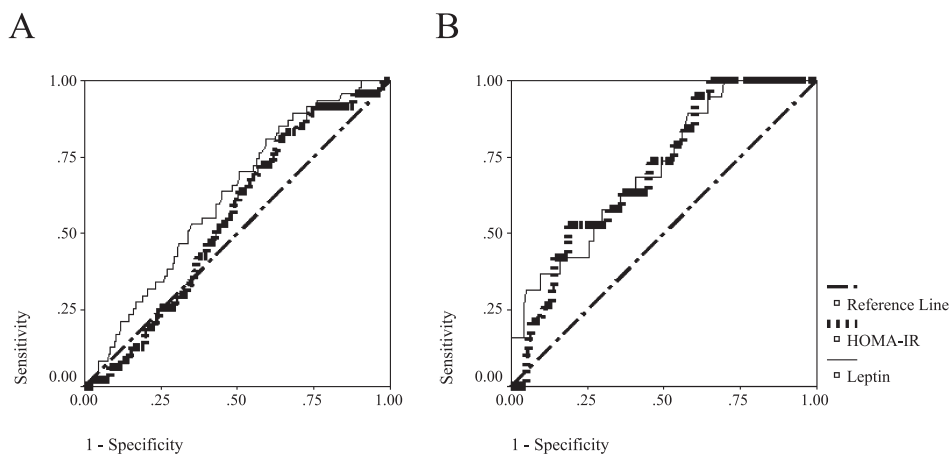 A
B
1.00
.75
.50
.25
0.00
Sensitivity
0.00
.25
.50
.75
1.00
1 - Specificity
1.00
.75
.50
.25
0.00
Sensitivity
0.00
.25
.50
.75
1.00
1 - Specificity
Reference Line
HOMA-IR
Leptin